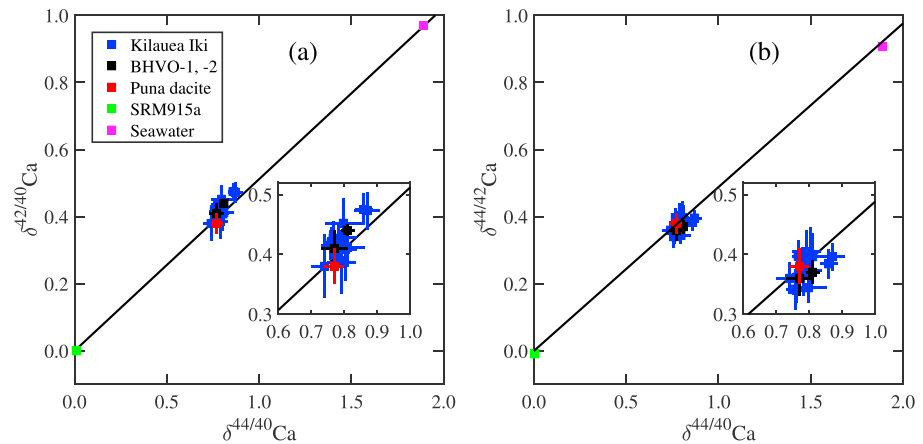 (a)
Kilauea Iki
BHVO-1, -2
Puna dacite
SRM915a
Seawater
δ42/40Ca
1.0
0.8
0.6
0.4
0.2
0.0
0.0 0.5 1.0 1.5 2.0
δ44/40Ca
0.5
0.4
0.3
0.6 0.7 0.8 0.9 1.0
(b)
δ44/42Ca
1.0
0.8
0.6
0.4
0.2
0.0
0.0 0.5 1.0 1.5 2.0
δ44/40Ca
0.5
0.4
0.3
0.6 0.7 0.8 0.9 1.0